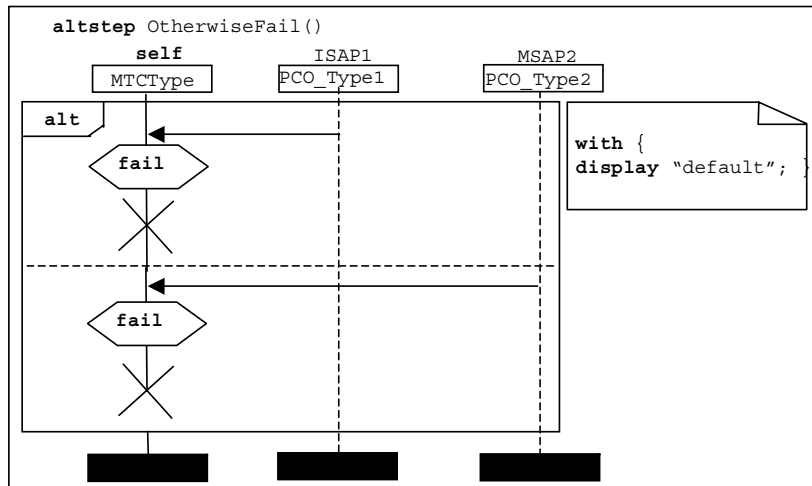 altstep OtherwiseFail()
self ISAP1 MSAP2
MTCType PCO_Type1 PCO_Type2
alt
with {
display “default”; }
fail
fail